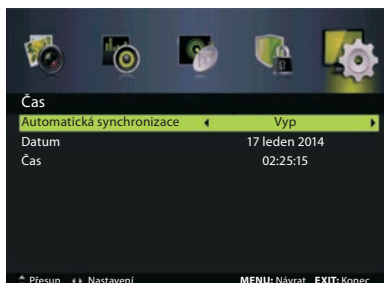 Čas
Automatická synchronizace Vyp
Datum 17 leden 2014
Čas 02:25:15
Přesun Nastavení MENU: Návrat EXIT: Konec